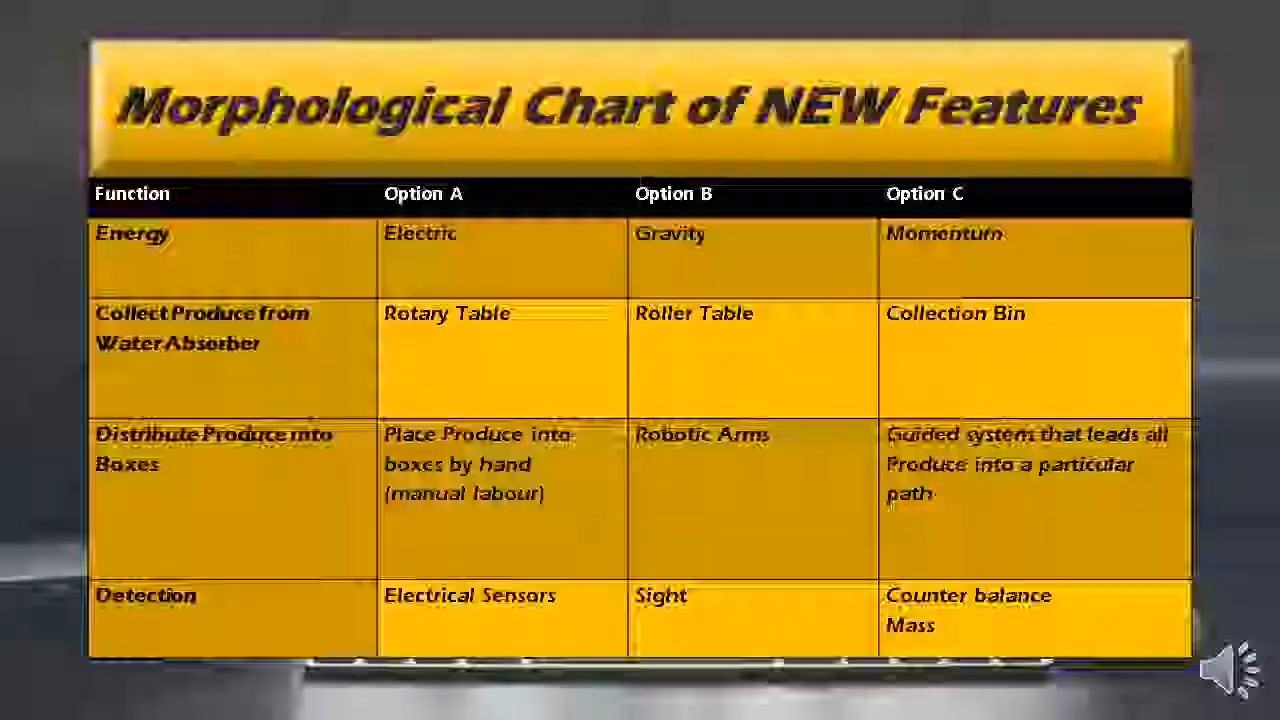 Morphological Chart of NEW Features
Function Option A Option B Option C
Energy Electric Gravity Momentum
Collect Produce from Water Absorber Rotary Table Roller Table Collection Bin
Distribute Produce into Boxes Place Produce into boxes by hand (manual labour) Robotic Arms Guided system that leads all Produce into a particular path
Detection Electrical Sensors Sight Counter balance Mass